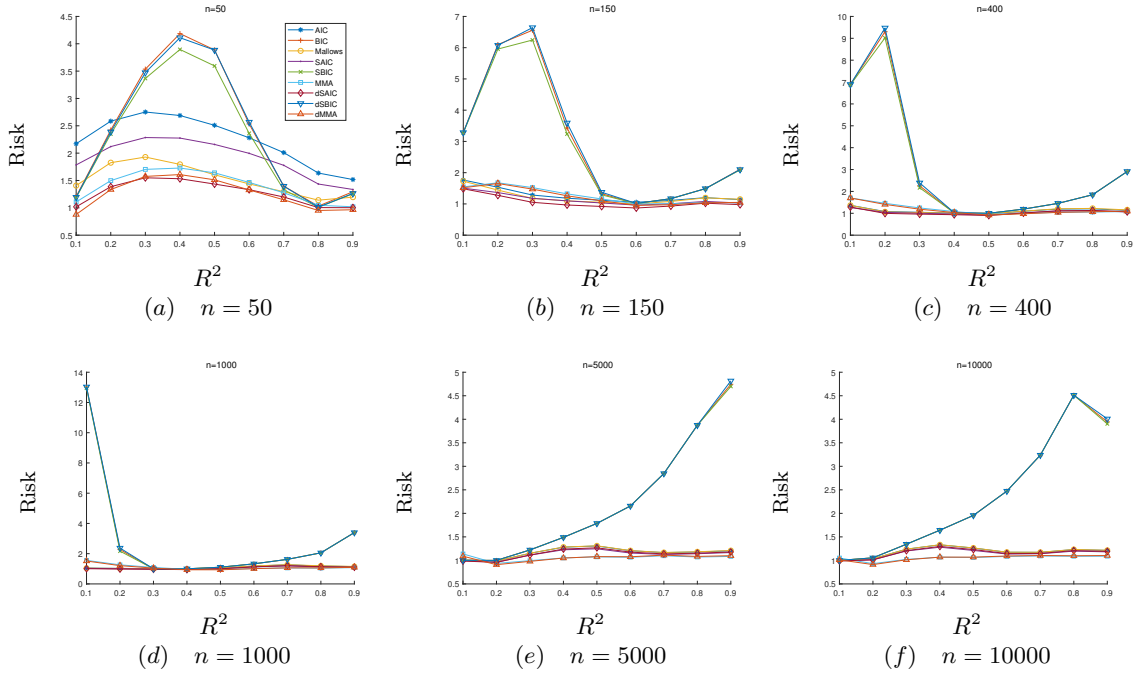 n=50
4.5
4
3.5
3
2.5
2
1.5
1
0.5
0.1 0.2 0.3 0.4 0.5 0.6 0.7 0.8 0.9
Risk
AIC
BIC
Mallows
SAIC
SBIC
MMA
dSAIC
dSBIC
dMMA
R²
(a) n = 50
n=150
7
6
5
4
3
2
1
0
0.1 0.2 0.3 0.4 0.5 0.6 0.7 0.8 0.9
Risk
R²
(b) n = 150
n=400
10
9
8
7
6
5
4
3
2
1
0
0.1 0.2 0.3 0.4 0.5 0.6 0.7 0.8 0.9
Risk
R²
(c) n = 400
n=1000
14
12
10
8
6
4
2
0
0.1 0.2 0.3 0.4 0.5 0.6 0.7 0.8 0.9
Risk
R²
(d) n = 1000
n=5000
5
4.5
4
3.5
3
2.5
2
1.5
1
0.5
0.1 0.2 0.3 0.4 0.5 0.6 0.7 0.8 0.9
Risk
R²
(e) n = 5000
n=10000
5
4.5
4
3.5
3
2.5
2
1.5
1
0.5
0.1 0.2 0.3 0.4 0.5 0.6 0.7 0.8 0.9
Risk
R²
(f) n = 10000